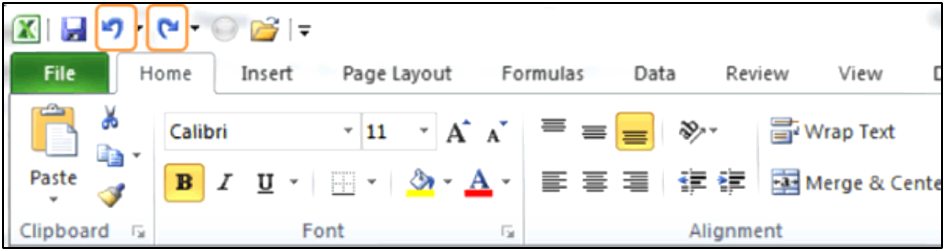 File Home Insert Page Layout Formulas Data Review View
Calibri 11 A A Wrap Text
Paste B I U A Merge & Cente
Clipboard Font Alignment